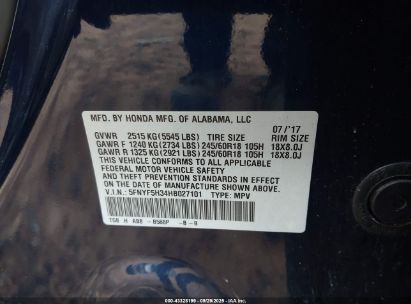 MFD. BY HONDA MFG. OF ALABAMA, LLC
07/'17
GVWR 2515 KG (5545 LBS) TIRE SIZE RIM SIZE
GAWR F 1240 KG (2734 LBS) 245/60R18 105H 18X8.0J
GAWR R 1325 KG (2921 LBS) 245/60R18 105H 18X8.0J
THIS VEHICLE CONFORMS TO ALL APPLICABLE
FEDERAL MOTOR VEHICLE SAFETY
STANDARDS IN EFFECT ON THE DATE OF
MANUFACTURE SHOWN ABOVE.
V.I.N.: 5FNYF5H34HB027101 TYPE: MPV